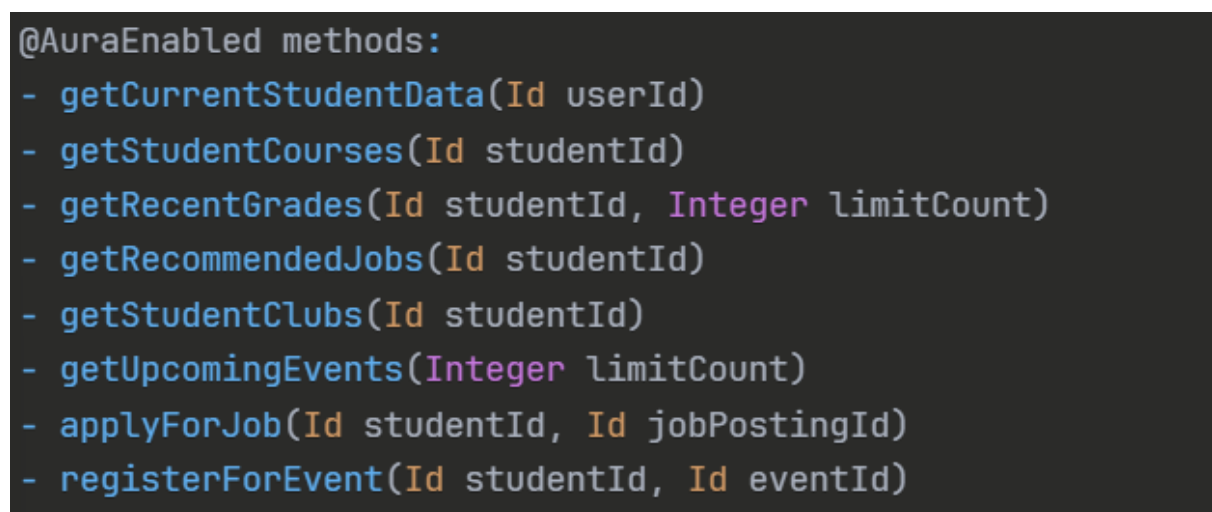 @AuraEnabled methods:
- getCurrentStudentData(Id userId)
- getStudentCourses(Id studentId)
- getRecentGrades(Id studentId, Integer limitCount)
- getRecommendedJobs(Id studentId)
- getStudentClubs(Id studentId)
- getUpcomingEvents(Integer limitCount)
- applyForJob(Id studentId, Id jobPostingId)
- registerForEvent(Id studentId, Id eventId)